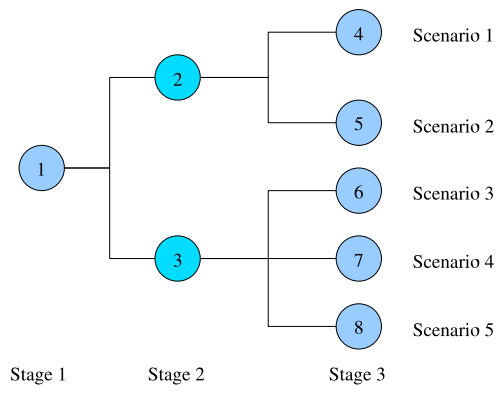 4 Scenario 1
2
5 Scenario 2
1
6 Scenario 3
3 7 Scenario 4
8 Scenario 5
Stage 1 Stage 2 Stage 3